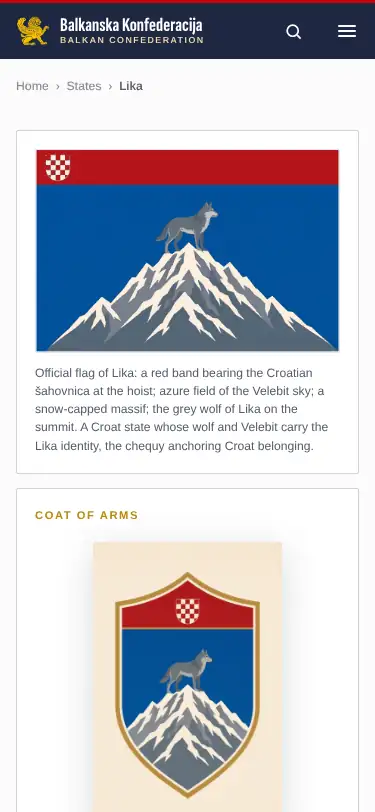 Balkanska Konfederacija
BALKAN CONFEDERATION
Home › States › Lika
Official flag of Lika: a red band bearing the Croatian
šahovnica at the hoist; azure field of the Velebit sky; a
snow-capped massif; the grey wolf of Lika on the
summit. A Croat state whose wolf and Velebit carry the
Lika identity, the chequy anchoring Croat belonging.
COAT OF ARMS